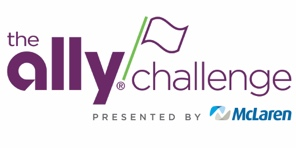 the
ally® challenge
PRESENTED BY McLaren